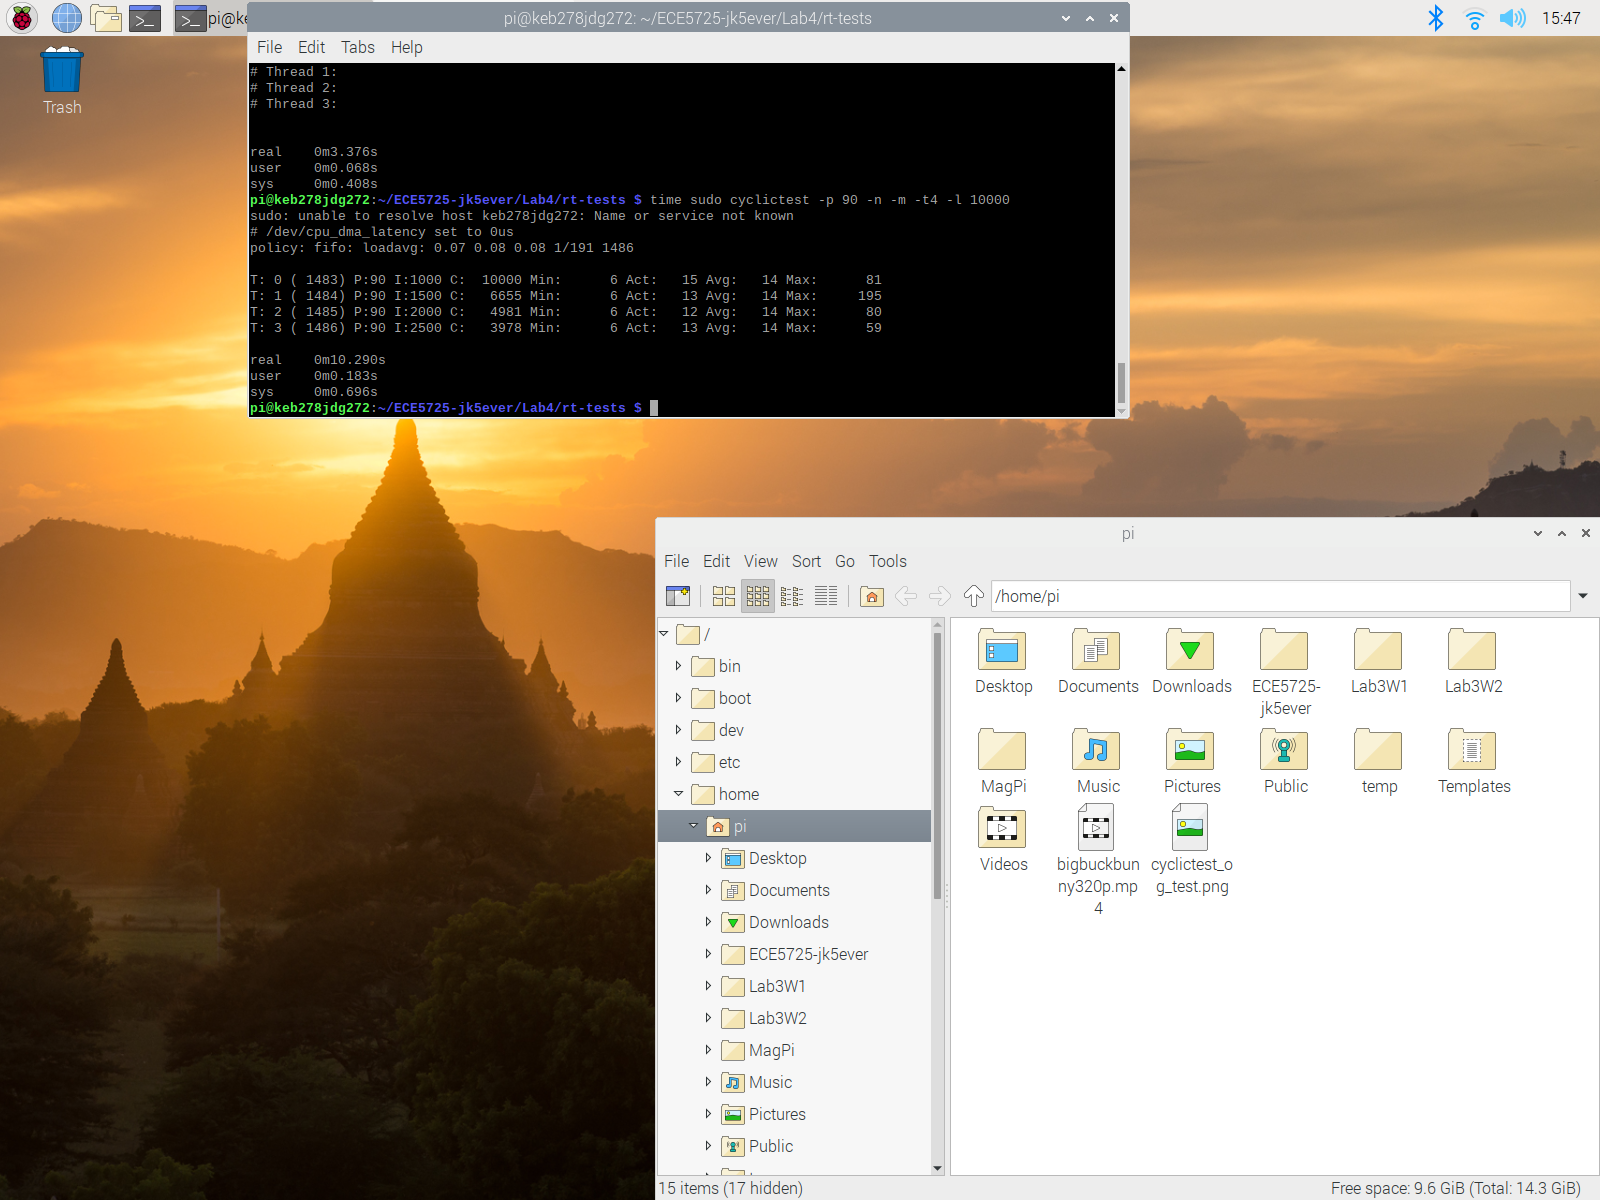 pi@ke
15:47
Trash
pi@keb278jdg272: ~/ECE5725-jk5ever/Lab4/rt-tests
File Edit Tabs Help
# Thread 1:
# Thread 2:
# Thread 3:
real    0m3.376s
user    0m0.068s
sys     0m0.408s
pi@keb278jdg272:~/ECE5725-jk5ever/Lab4/rt-tests $ time sudo cyclictest -p 90 -n -m -t4 -l 10000
sudo: unable to resolve host keb278jdg272: Name or service not known
# /dev/cpu_dma_latency set to 0us
policy: fifo: loadavg: 0.07 0.08 0.08 1/191 1486
T: 0 ( 1483) P:90 I:1000 C:  10000 Min:      6 Act:   15 Avg:   14 Max:      81
T: 1 ( 1484) P:90 I:1500 C:   6655 Min:      6 Act:   13 Avg:   14 Max:     195
T: 2 ( 1485) P:90 I:2000 C:   4981 Min:      6 Act:   12 Avg:   14 Max:      80
T: 3 ( 1486) P:90 I:2500 C:   3978 Min:      6 Act:   13 Avg:   14 Max:      59
real    0m10.290s
user    0m0.183s
sys     0m0.696s
pi@keb278jdg272:~/ECE5725-jk5ever/Lab4/rt-tests $
pi
File Edit View Sort Go Tools
/home/pi
/
bin
boot
dev
etc
home
pi
Desktop
Documents
Downloads
ECE5725-jk5ever
Lab3W1
Lab3W2
MagPi
Music
Pictures
Public
Desktop Documents Downloads ECE5725- Lab3W1 Lab3W2
jk5ever
MagPi Music Pictures Public temp Templates
Videos bigbuckbun cyclictest_o
ny320p.mp g_test.png
4
15 items (17 hidden) Free space: 9.6 GiB (Total: 14.3 GiB)